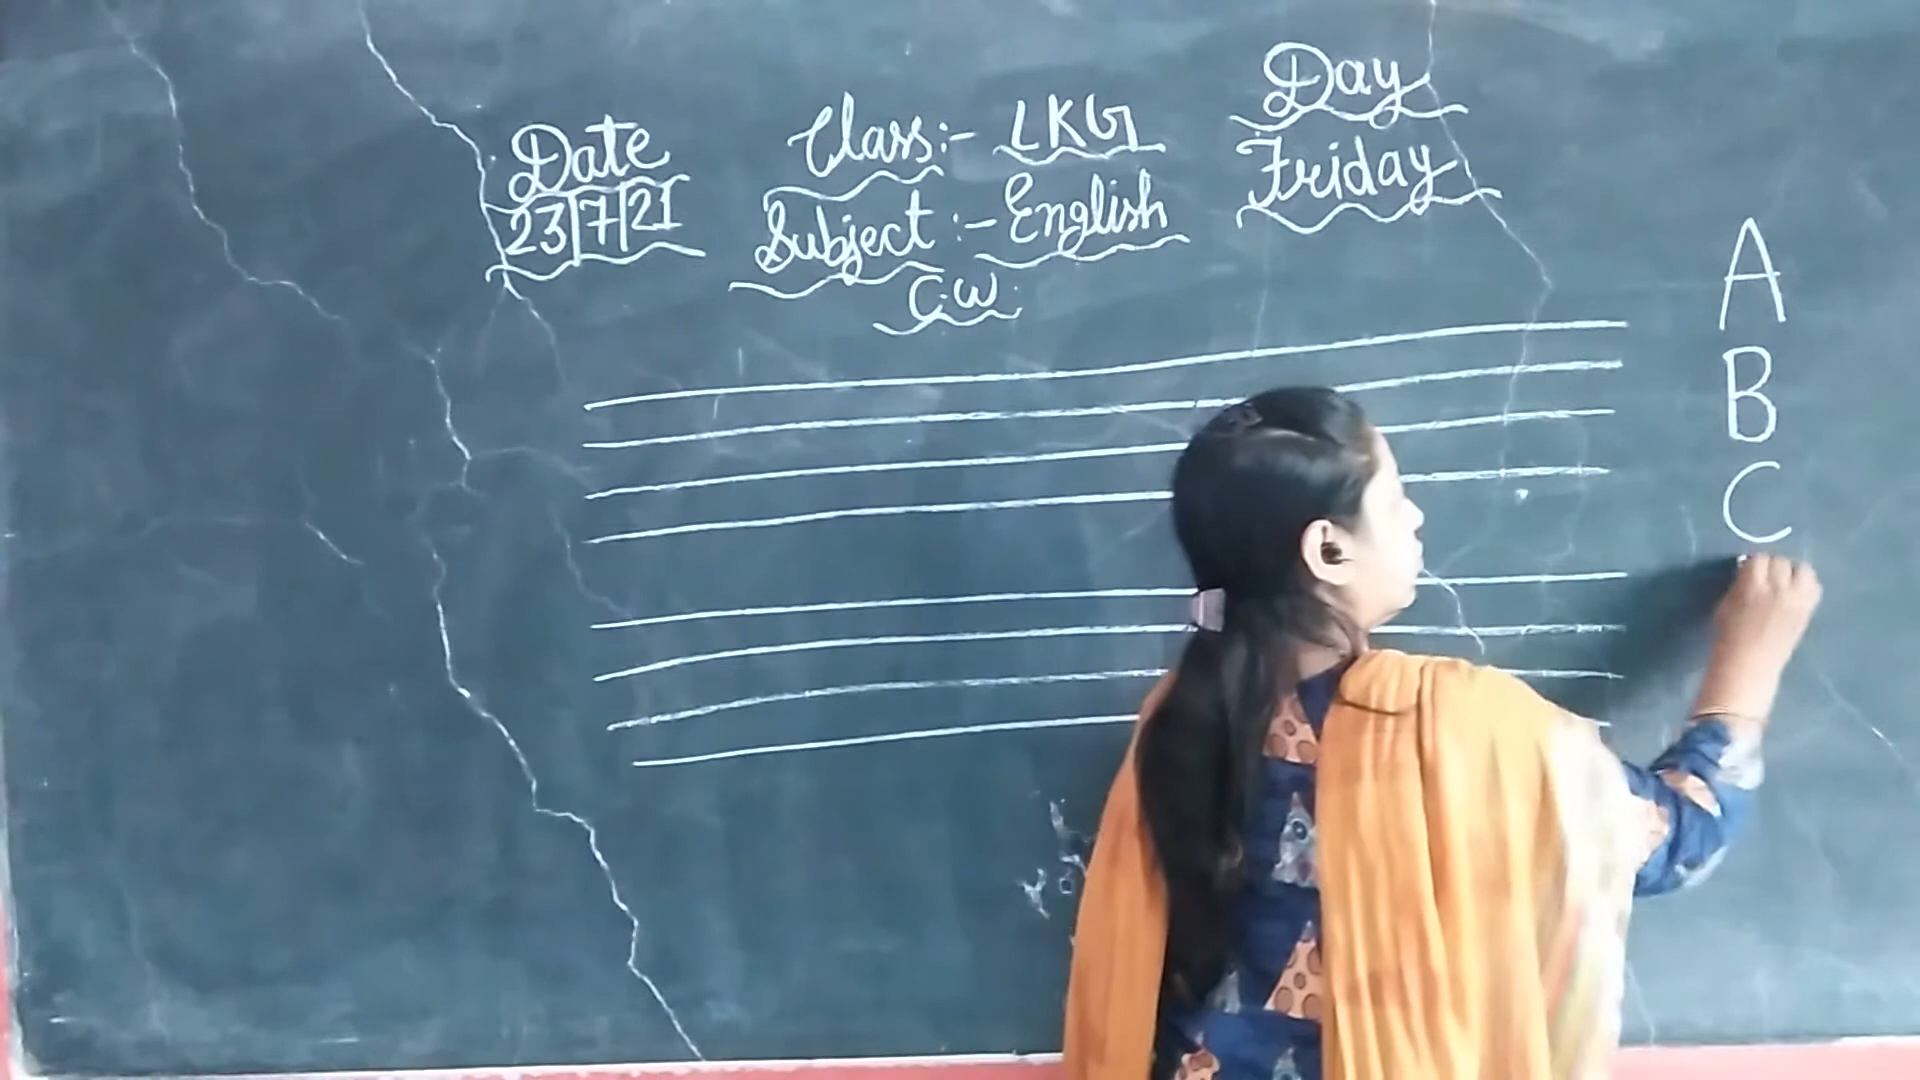 Date
23/7/21
Class:- LKG
Subject:- English
C.W.
Day
Friday
A
B
C